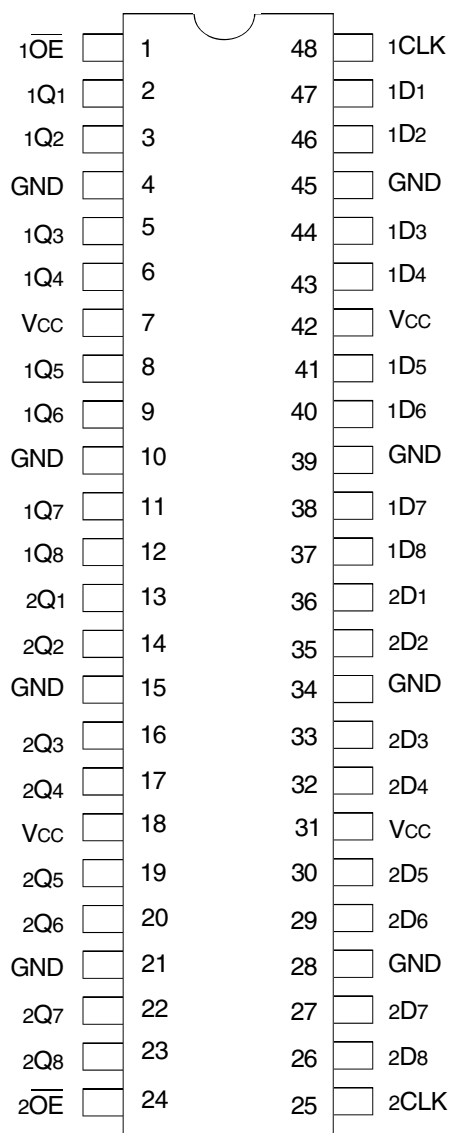 1OE 1 48 1CLK
1Q1 2 47 1D1
1Q2 3 46 1D2
GND 4 45 GND
1Q3 5 44 1D3
1Q4 6 43 1D4
VCC 7 42 VCC
1Q5 8 41 1D5
1Q6 9 40 1D6
GND 10 39 GND
1Q7 11 38 1D7
1Q8 12 37 1D8
2Q1 13 36 2D1
2Q2 14 35 2D2
GND 15 34 GND
2Q3 16 33 2D3
2Q4 17 32 2D4
VCC 18 31 VCC
2Q5 19 30 2D5
2Q6 20 29 2D6
GND 21 28 GND
2Q7 22 27 2D7
2Q8 23 26 2D8
2OE 24 25 2CLK